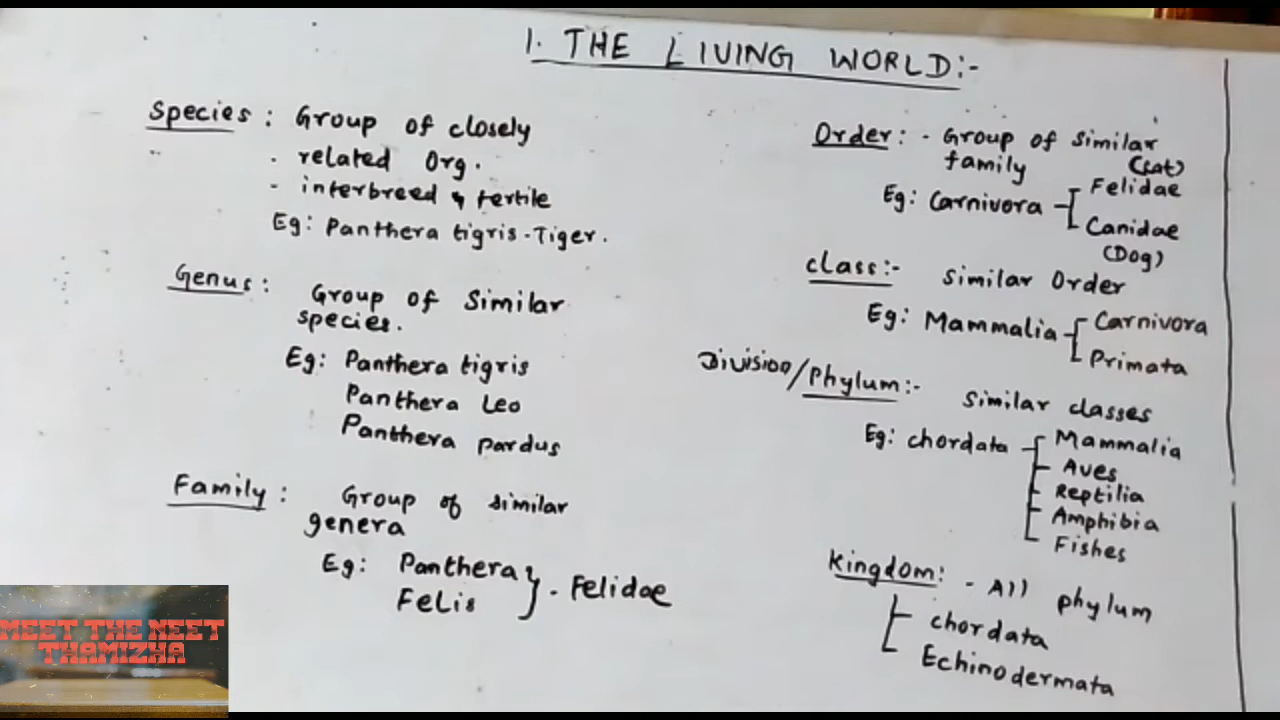 1. THE LIVING WORLD:-
Species: Group of closely
. related Org.
- interbreed & fertile
Eg: Panthera tigris - Tiger.
Genus: Group of Similar
species.
Eg: Panthera tigris
Panthera Leo
Panthera pardus
Family: Group of similar
genera
Eg: Panthera } - Felidae
Felis
Order: - Group of Similar
family (Cat)
Eg: Carnivora Felidae
Canidae
(Dog)
class:- Similar Order
Eg: Mammalia Carnivora
Primata
Division/Phylum:- Similar classes
Eg: chordata Mammalia
Aves
Reptilia
Amphibia
Fishes
Kingdom: - All phylum
chordata
Echinodermata
MEET THE NEET
THAMIZHA